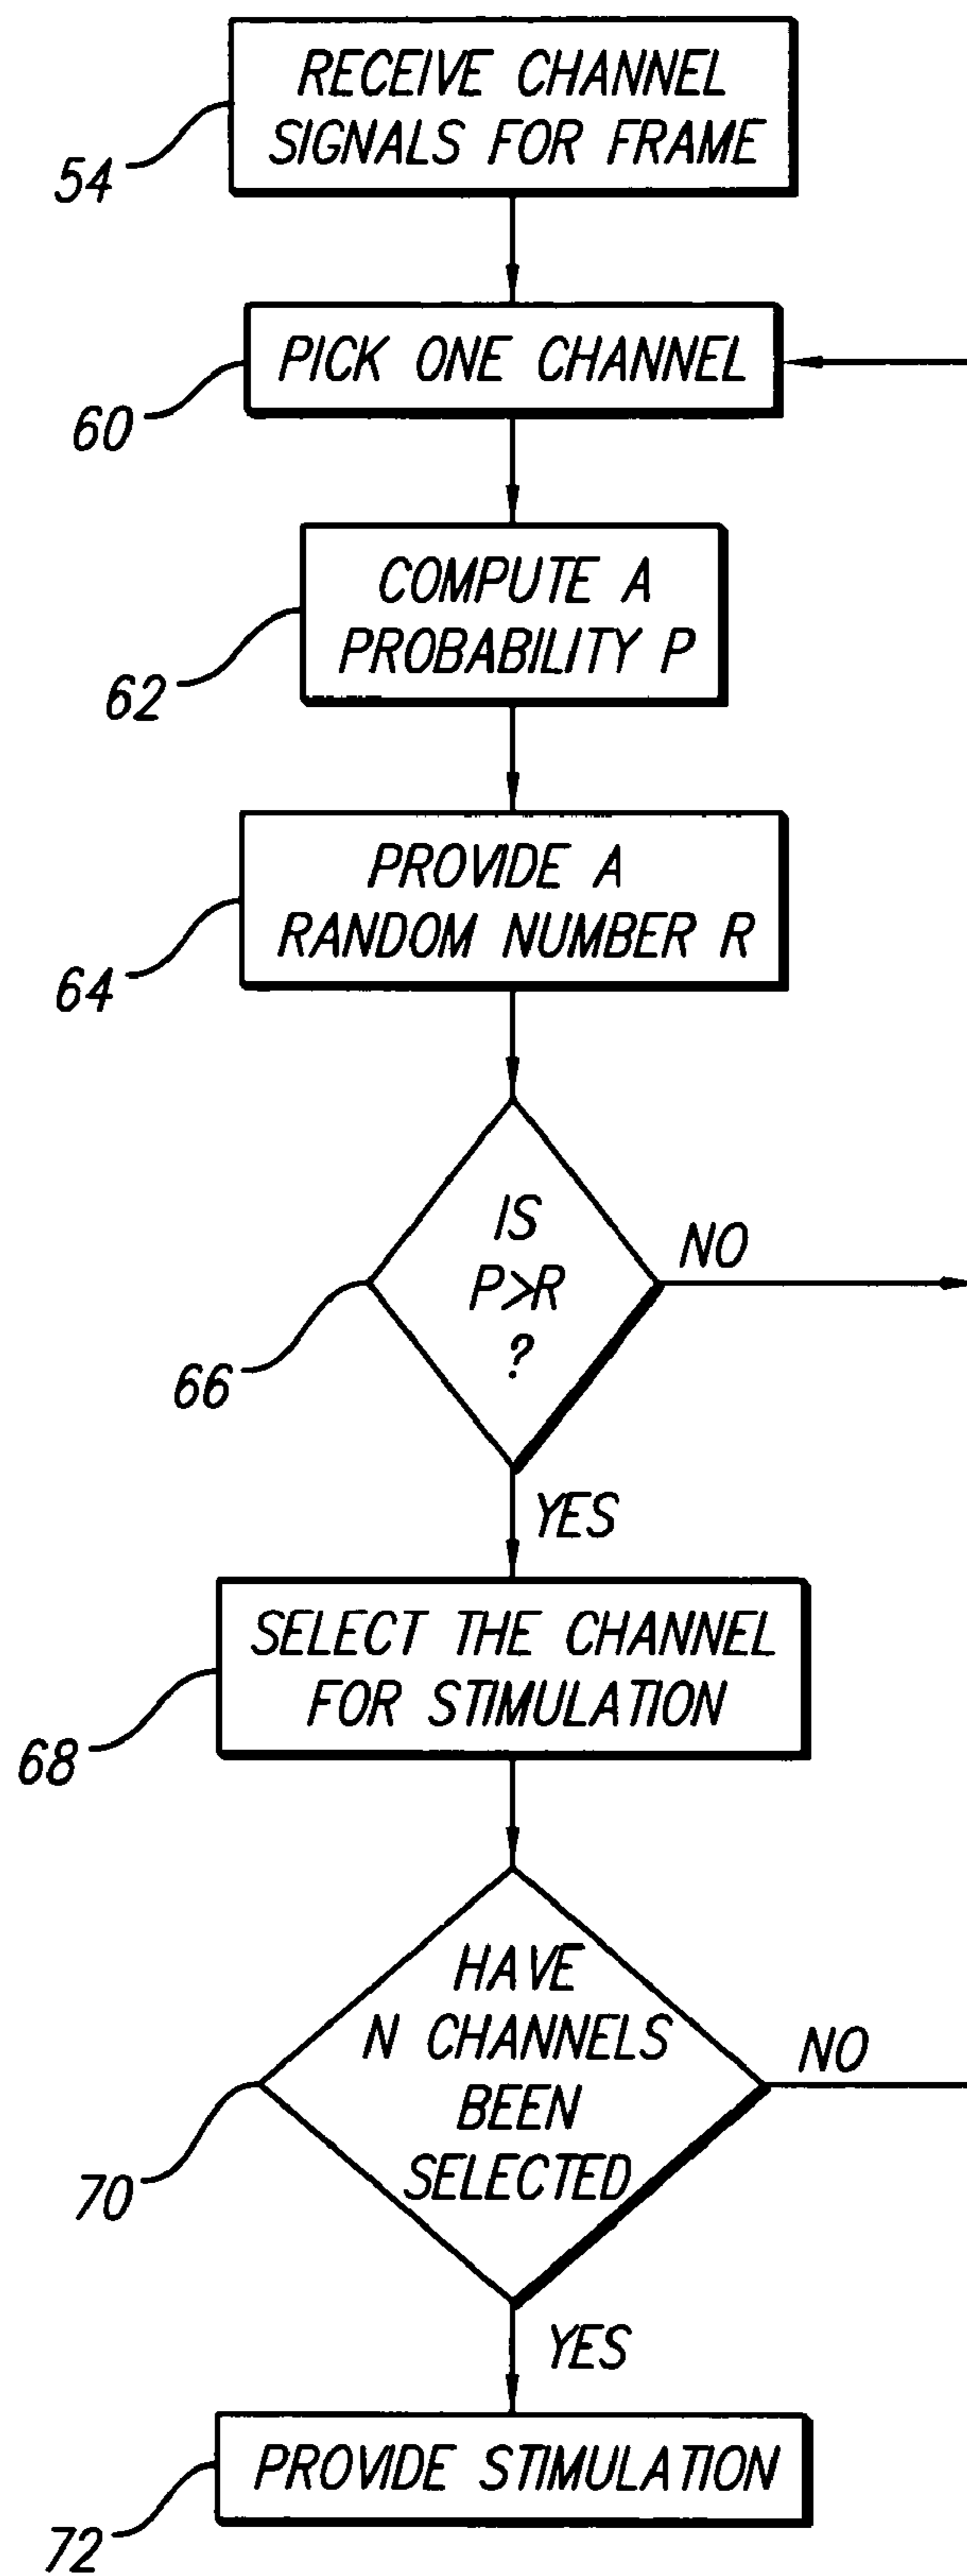 RECEIVE CHANNEL
SIGNALS FOR FRAME
54
PICK ONE CHANNEL
60
COMPUTE A
PROBABILITY P
62
PROVIDE A
RANDOM NUMBER R
64
IS
P>R
?
NO
66
YES
SELECT THE CHANNEL
FOR STIMULATION
68
HAVE
N CHANNELS
BEEN
SELECTED
NO
70
YES
PROVIDE STIMULATION
72